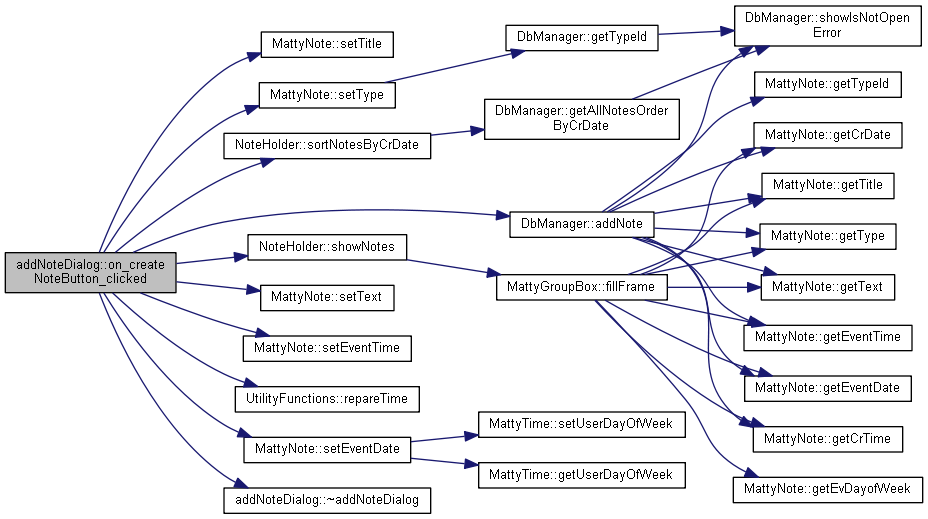 addNoteDialog::on_create
NoteButton_clicked
MattyNote::setTitle
MattyNote::setType
NoteHolder::sortNotesByCrDate
NoteHolder::showNotes
MattyNote::setText
MattyNote::setEventTime
UtilityFunctions::repareTime
MattyNote::setEventDate
addNoteDialog::~addNoteDialog
DbManager::getTypeId
DbManager::getAllNotesOrder
ByCrDate
DbManager::addNote
MattyGroupBox::fillFrame
MattyTime::setUserDayOfWeek
MattyTime::getUserDayOfWeek
DbManager::showIsNotOpen
Error
MattyNote::getTypeId
MattyNote::getCrDate
MattyNote::getTitle
MattyNote::getType
MattyNote::getText
MattyNote::getEventTime
MattyNote::getEventDate
MattyNote::getCrTime
MattyNote::getEvDayofWeek